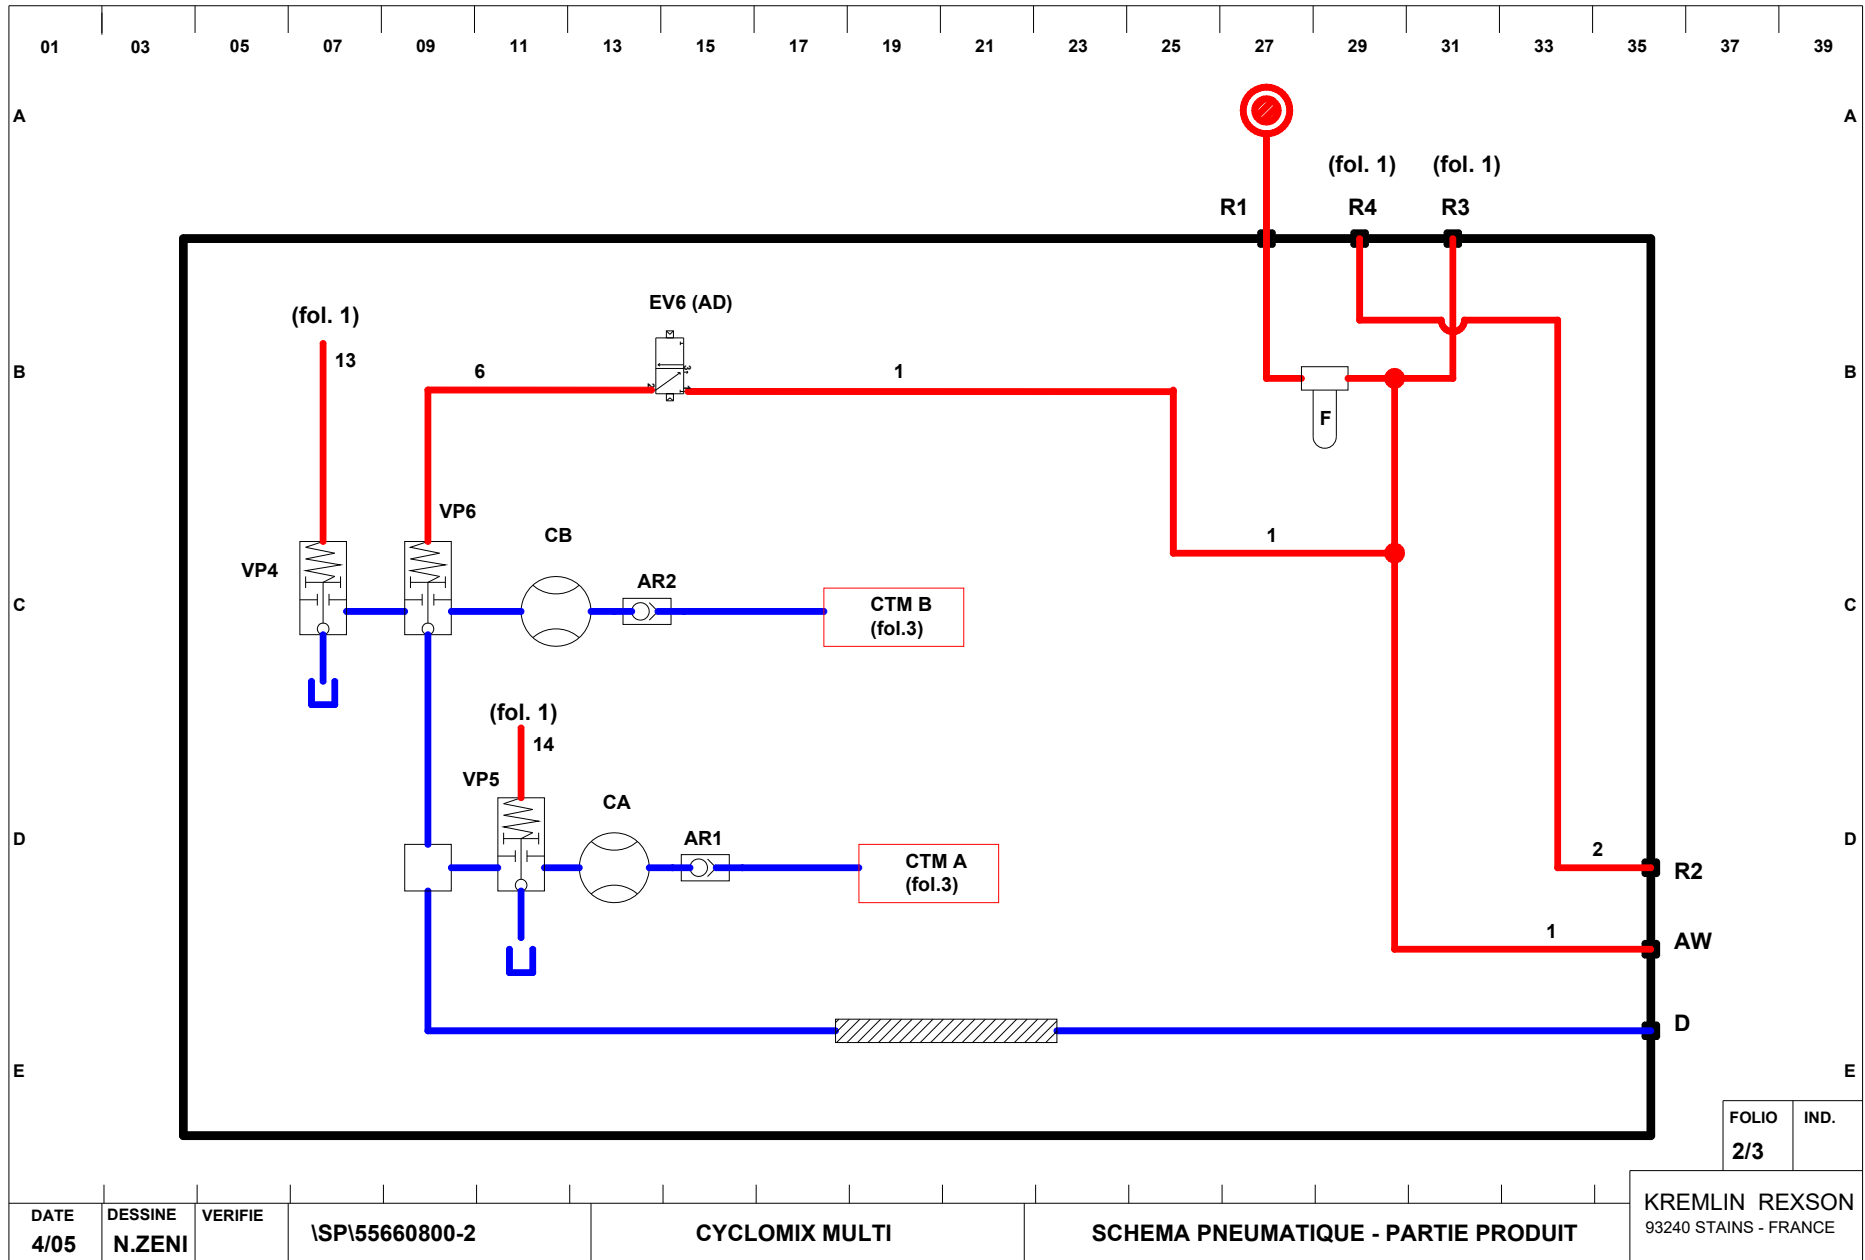 01 03 05 07 09 11 13 15 17 19 21 23 25 27 29 31 33 35 37 39
A A
(fol. 1) (fol. 1)
R1 R4 R3
EV6 (AD)
(fol. 1)
13
B 6 1 B
3
2 1
F
VP6
CB 1
VP4 AR2
C CTM B C
(fol.3)
(fol. 1)
14
VP5 CA
D AR1 D
2
CTM A R2
(fol.3)
1 AW
D
E E
FOLIO IND.
2/3
DATE DESSINE VERIFIE
4/05 N.ZENI \SP\55660800-2 CYCLOMIX MULTI SCHEMA PNEUMATIQUE - PARTIE PRODUIT
KREMLIN REXSON
93240 STAINS - FRANCE